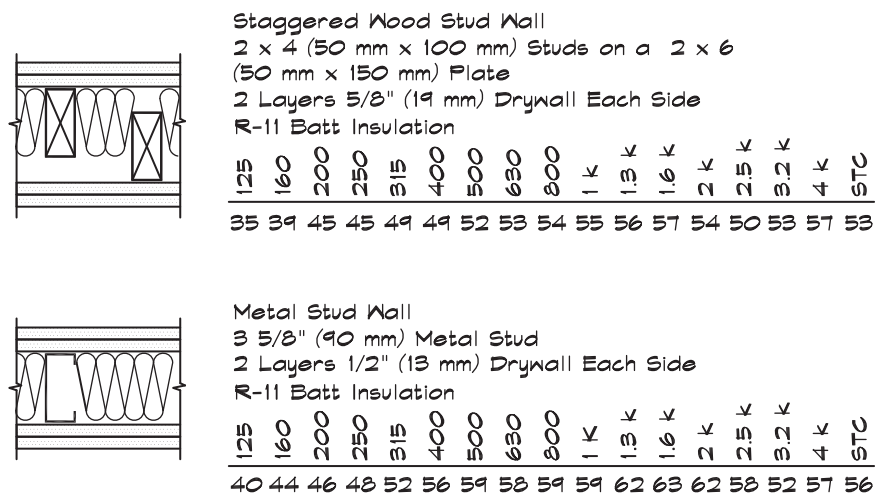 Staggered Wood Stud Wall
2 x 4 (50 mm x 100 mm) Studs on a 2 x 6
(50 mm x 150 mm) Plate
2 Layers 5/8" (19 mm) Drywall Each Side
R-11 Batt Insulation
125 160 200 250 315 400 500 630 800 1 K 1.3 K 1.6 K 2 K 2.5 K 3.2 K 4 K STC
35 39 45 45 49 49 52 53 54 55 56 57 54 50 53 57 53
Metal Stud Wall
3 5/8" (90 mm) Metal Stud
2 Layers 1/2" (13 mm) Drywall Each Side
R-11 Batt Insulation
125 160 200 250 315 400 500 630 800 1 K 1.3 K 1.6 K 2 K 2.5 K 3.2 K 4 K STC
40 44 46 48 52 56 59 58 59 59 62 63 62 58 52 57 56